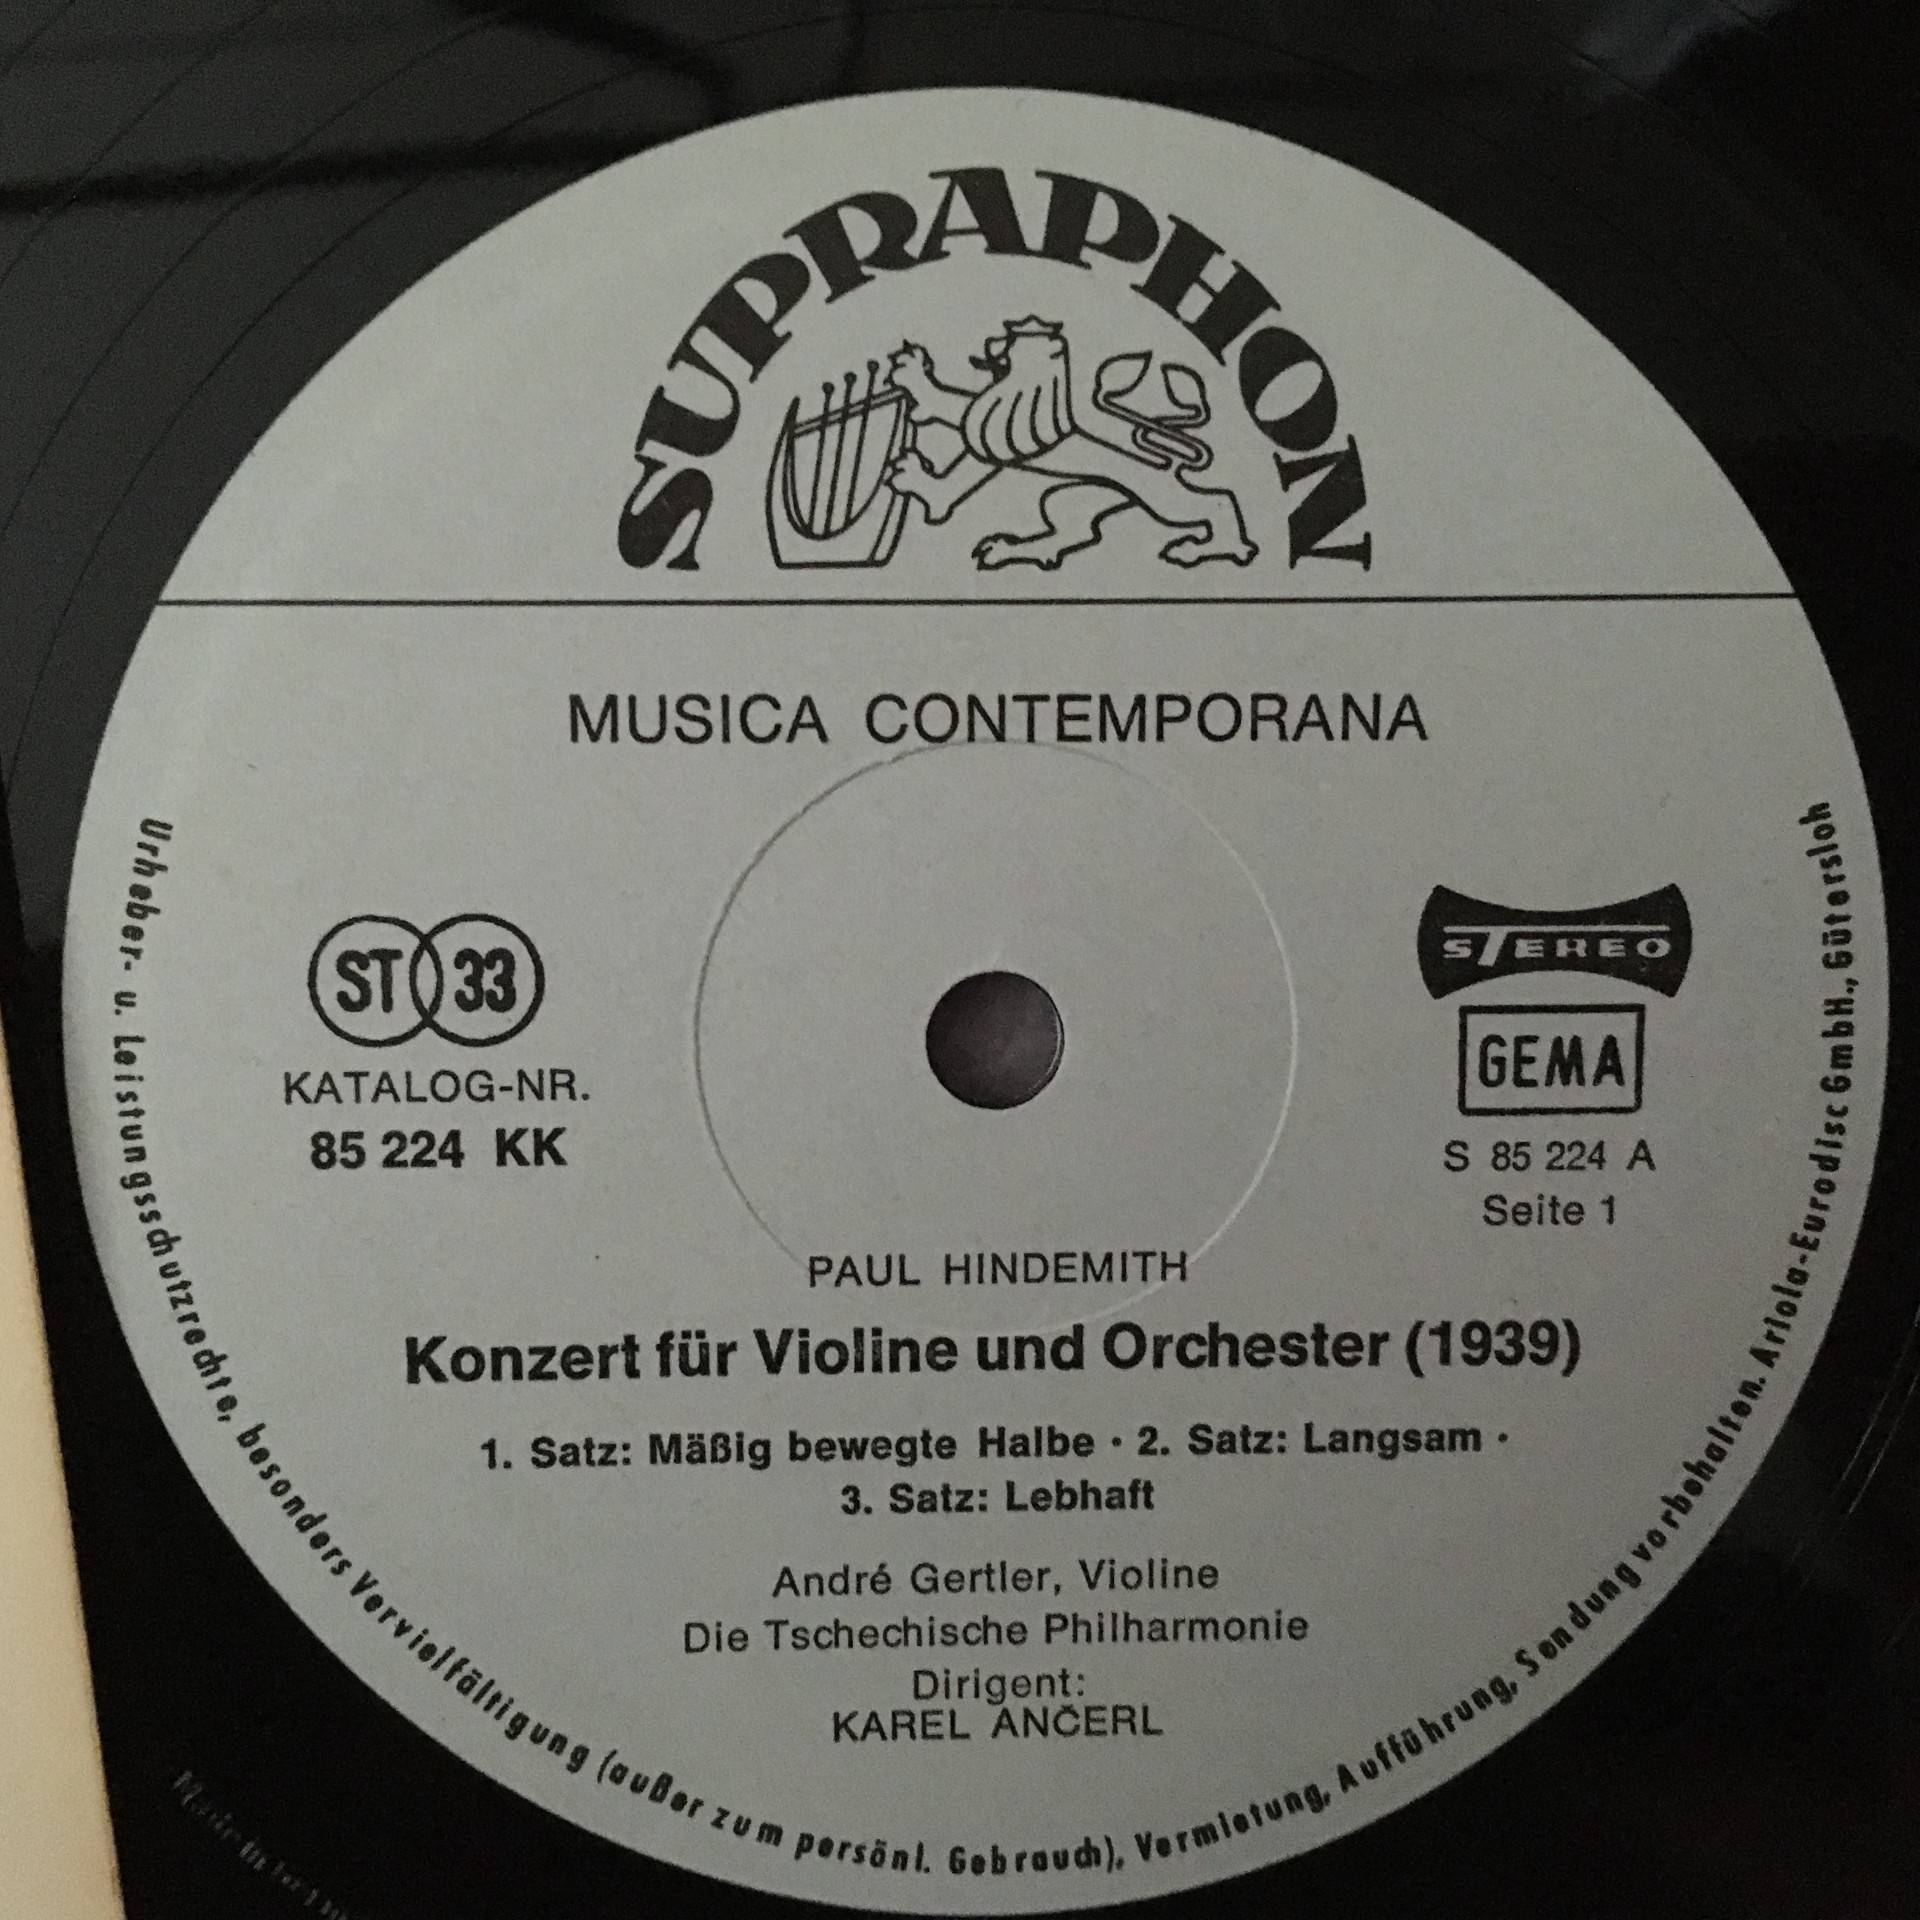 SUPRAPHON
MUSICA CONTEMPORANA
ST 33
KATALOG-NR.
85 224 KK
STEREO
GEMA
S 85 224 A
Seite 1
PAUL HINDEMITH
Konzert für Violine und Orchester (1939)
1. Satz: Mäßig bewegte Halbe · 2. Satz: Langsam ·
3. Satz: Lebhaft
André Gertler, Violine
Die Tschechische Philharmonie
Dirigent:
KAREL ANČERL
Urheber- u. Leistungsschutzrechte, besonders Vervielfältigung (außer zum persönl. Gebrauch), Vermietung, Aufführung, Sendung vorbehalten. Ariola-Eurodisc GmbH., Gütersloh
Made in